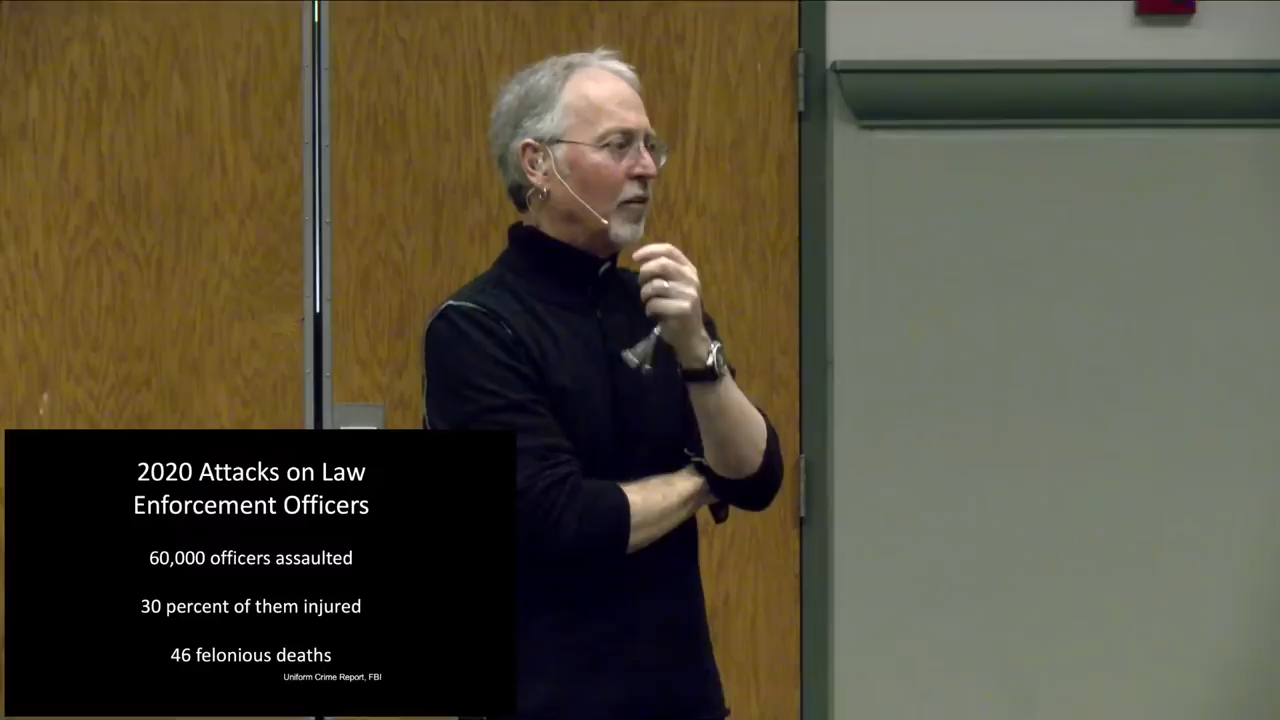 2020 Attacks on Law
Enforcement Officers
60,000 officers assaulted
30 percent of them injured
46 felonious deaths
Uniform Crime Report, FBI